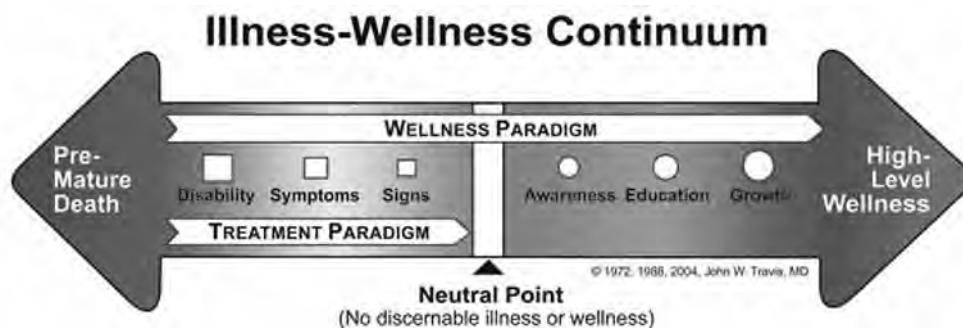 Illness-Wellness Continuum
WELLNESS PARADIGM
Pre-
Mature
Death
Disability Symptoms Signs
Awareness Education Growth
High-
Level
Wellness
TREATMENT PARADIGM
© 1972, 1988, 2004, John W. Travis, MD
Neutral Point
(No discernable illness or wellness)